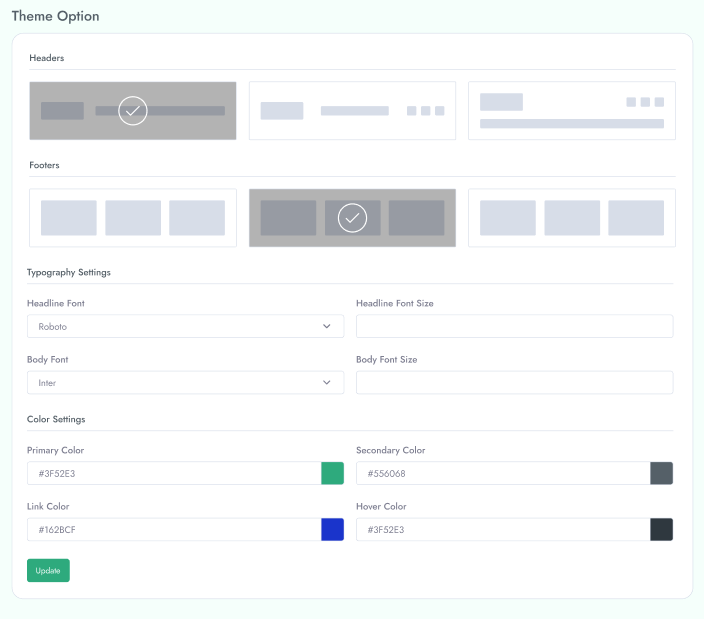 Theme Option
Headers
Footers
Typography Settings
Headline Font
Headline Font Size
Roboto
Body Font
Body Font Size
Inter
Color Settings
Primary Color
Secondary Color
#3F52E3
#556068
Link Color
Hover Color
#162BCF
#3F52E3
Update